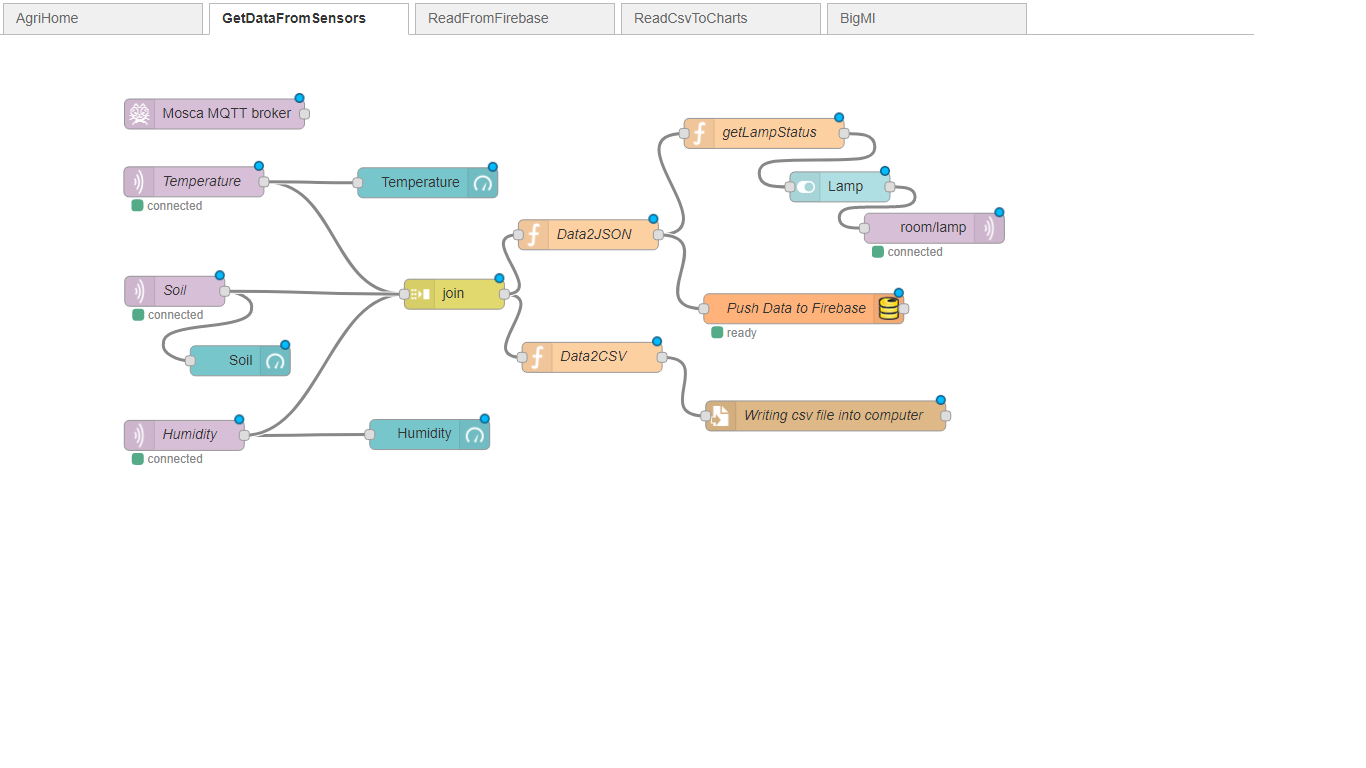 AgriHome
GetDataFromSensors
ReadFromFirebase
ReadCsvToCharts
BigMl
Mosca MQTT broker
Temperature
connected
Temperature
Soil
connected
Soil
Humidity
connected
Humidity
join
Data2JSON
Data2CSV
getLampStatus
Lamp
room/lamp
connected
Push Data to Firebase
ready
Writing csv file into computer